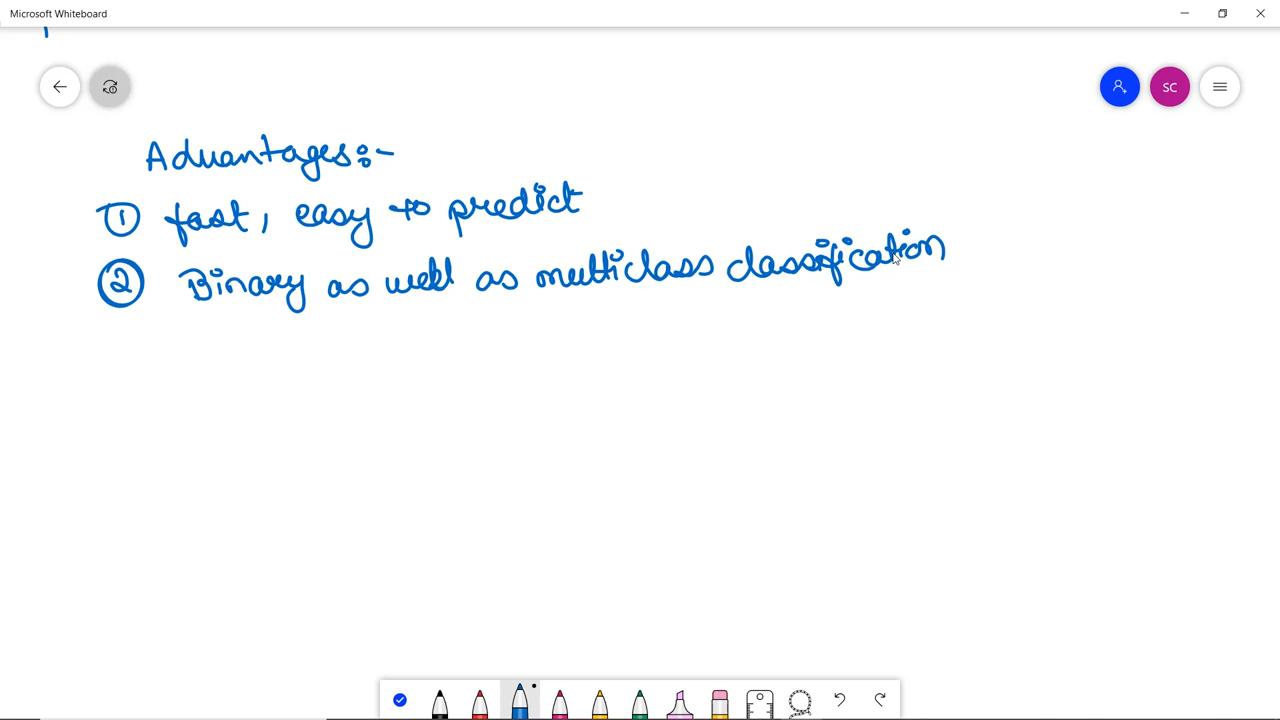 Microsoft Whiteboard
SC
Advantages:-
① fast, easy to predict
② Binary as well as multiclass classification